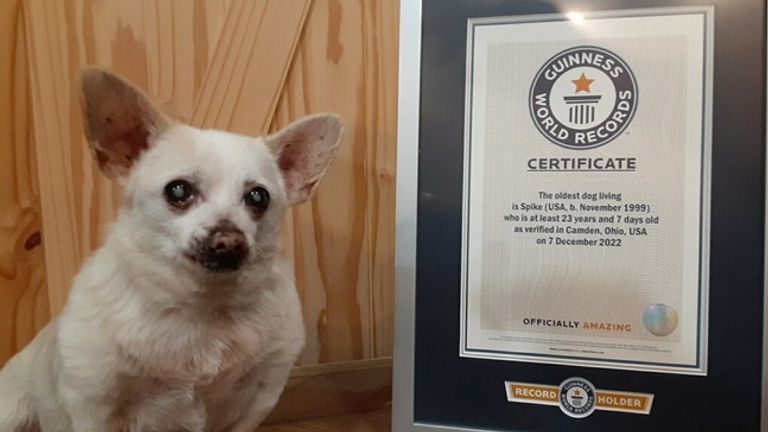 GUINNESS
WORLD RECORDS
CERTIFICATE
The oldest dog living
is Spike (USA, b. November 1999)
who is at least 23 years and 7 days old
as verified in Camden, Ohio, USA
on 7 December 2022
OFFICIALLY AMAZING
RECORD HOLDER